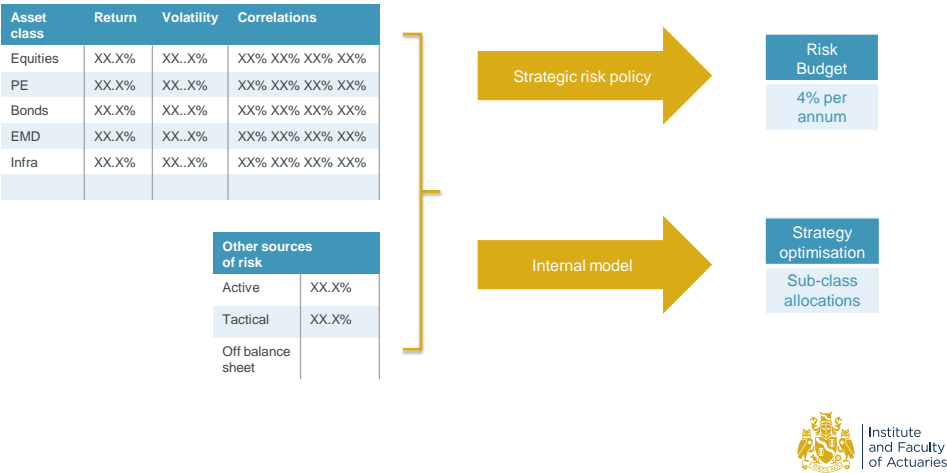 Asset class Return Volatility Correlations
Equities XX.X% XX..X% XX% XX% XX% XX%
PE XX.X% XX..X% XX% XX% XX% XX%
Bonds XX.X% XX..X% XX% XX% XX% XX%
EMD XX.X% XX..X% XX% XX% XX% XX%
Infra XX.X% XX..X% XX% XX% XX% XX%
Other sources
of risk
Active XX.X%
Tactical XX.X%
Off balance
sheet
Strategic risk policy
Risk
Budget
4% per
annum
Internal model
Strategy
optimisation
Sub-class
allocations
Institute
and Faculty
of Actuaries